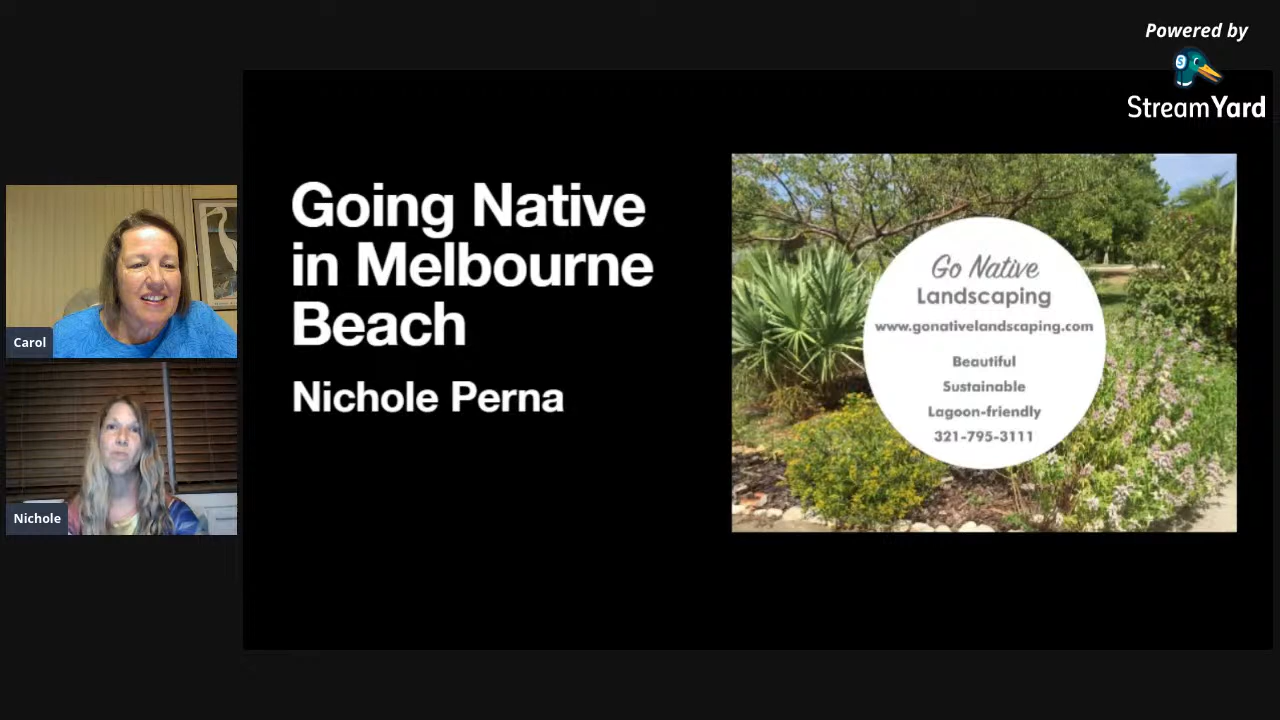 Powered by
StreamYard
Going Native
in Melbourne
Beach
Nichole Perna
Go Native
Landscaping
www.gonativelandscaping.com
Beautiful
Sustainable
Lagoon-friendly
321-795-3111
Carol
Nichole